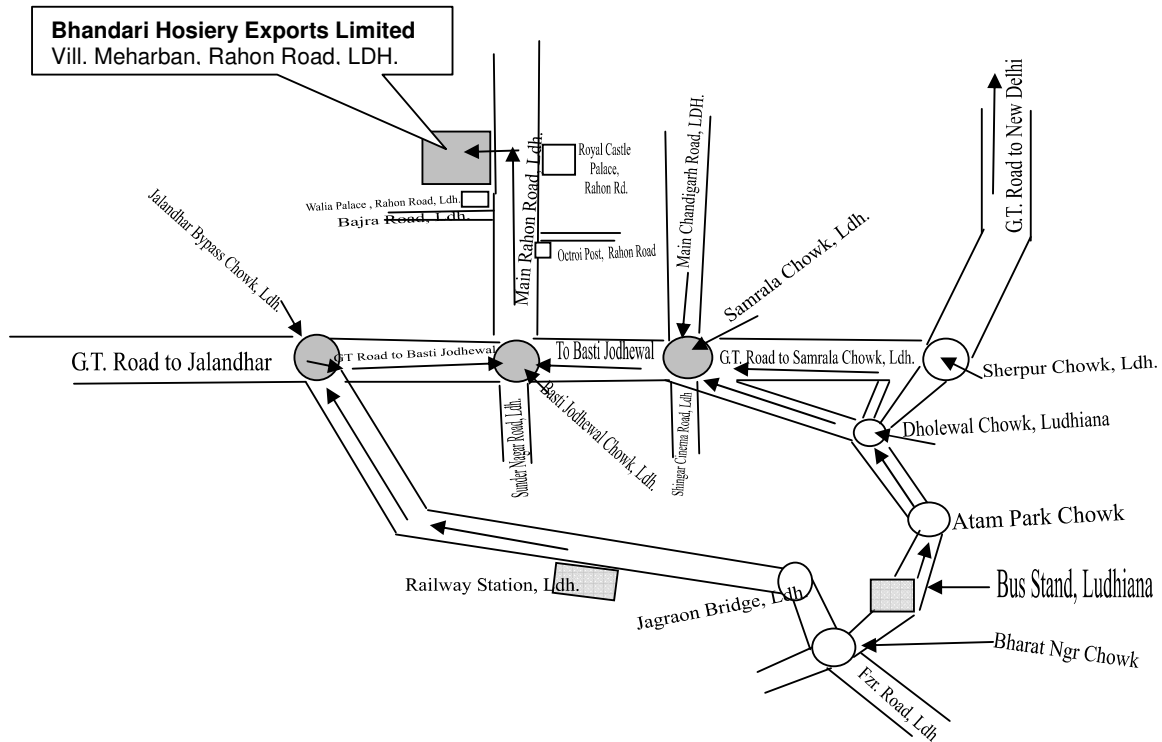 Bhandari Hosiery Exports Limited
Vill. Meharban, Rahon Road, LDH.
G.T. Road to New Delhi
Main Chandigarh Road, LDH.
Main Rahon Road, Ldh.
Royal Castle
Palace,
Rahon Rd.
Walia Palace , Rahon Road, Ldh.
Bajra Road, Ldh.
Jalandhar Bypass Chowk, Ldh.
Octroi Post, Rahon Road
Samrala Chowk, Ldh.
G.T. Road to Jalandhar
GT Road to Basti Jodhewal
To Basti Jodhewal
G.T. Road to Samrala Chowk, Ldh.
Sherpur Chowk, Ldh.
Sunder Nagar Road, Ldh.
Basti Jodhewal Chowk, Ldh.
Shingar Cinema Road, Ldh
Dholewal Chowk, Ludhiana
Atam Park Chowk
Railway Station, Ldh.
Jagraon Bridge, Ldh
Bus Stand, Ludhiana
Bharat Ngr Chowk
Fzr. Road, Ldh